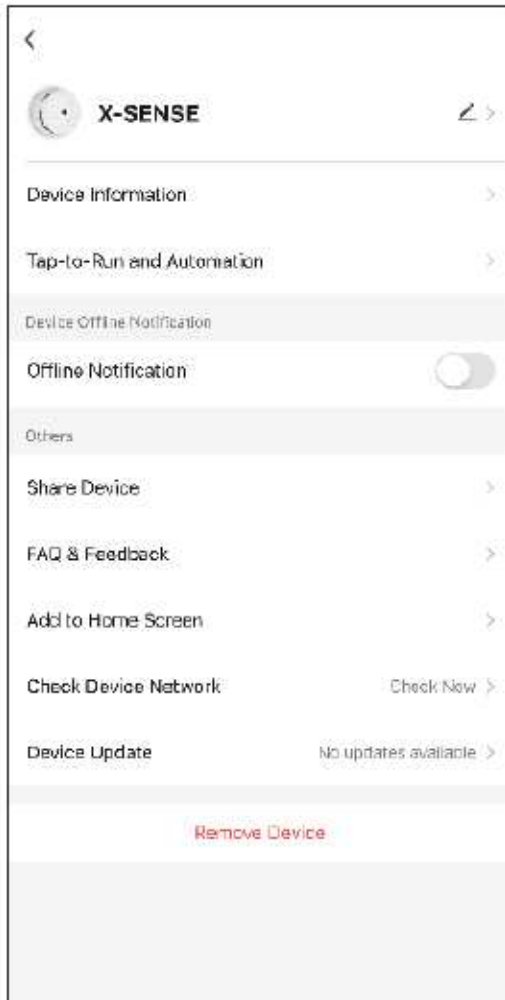 X-SENSE
Device Information
Tap-to-Run and Automation
Device Offline Notification
Offline Notification
Others
Share Device
FAQ & Feedback
Add to Home Screen
Check Device Network Check Now
Device Update No updates available
Remove Device